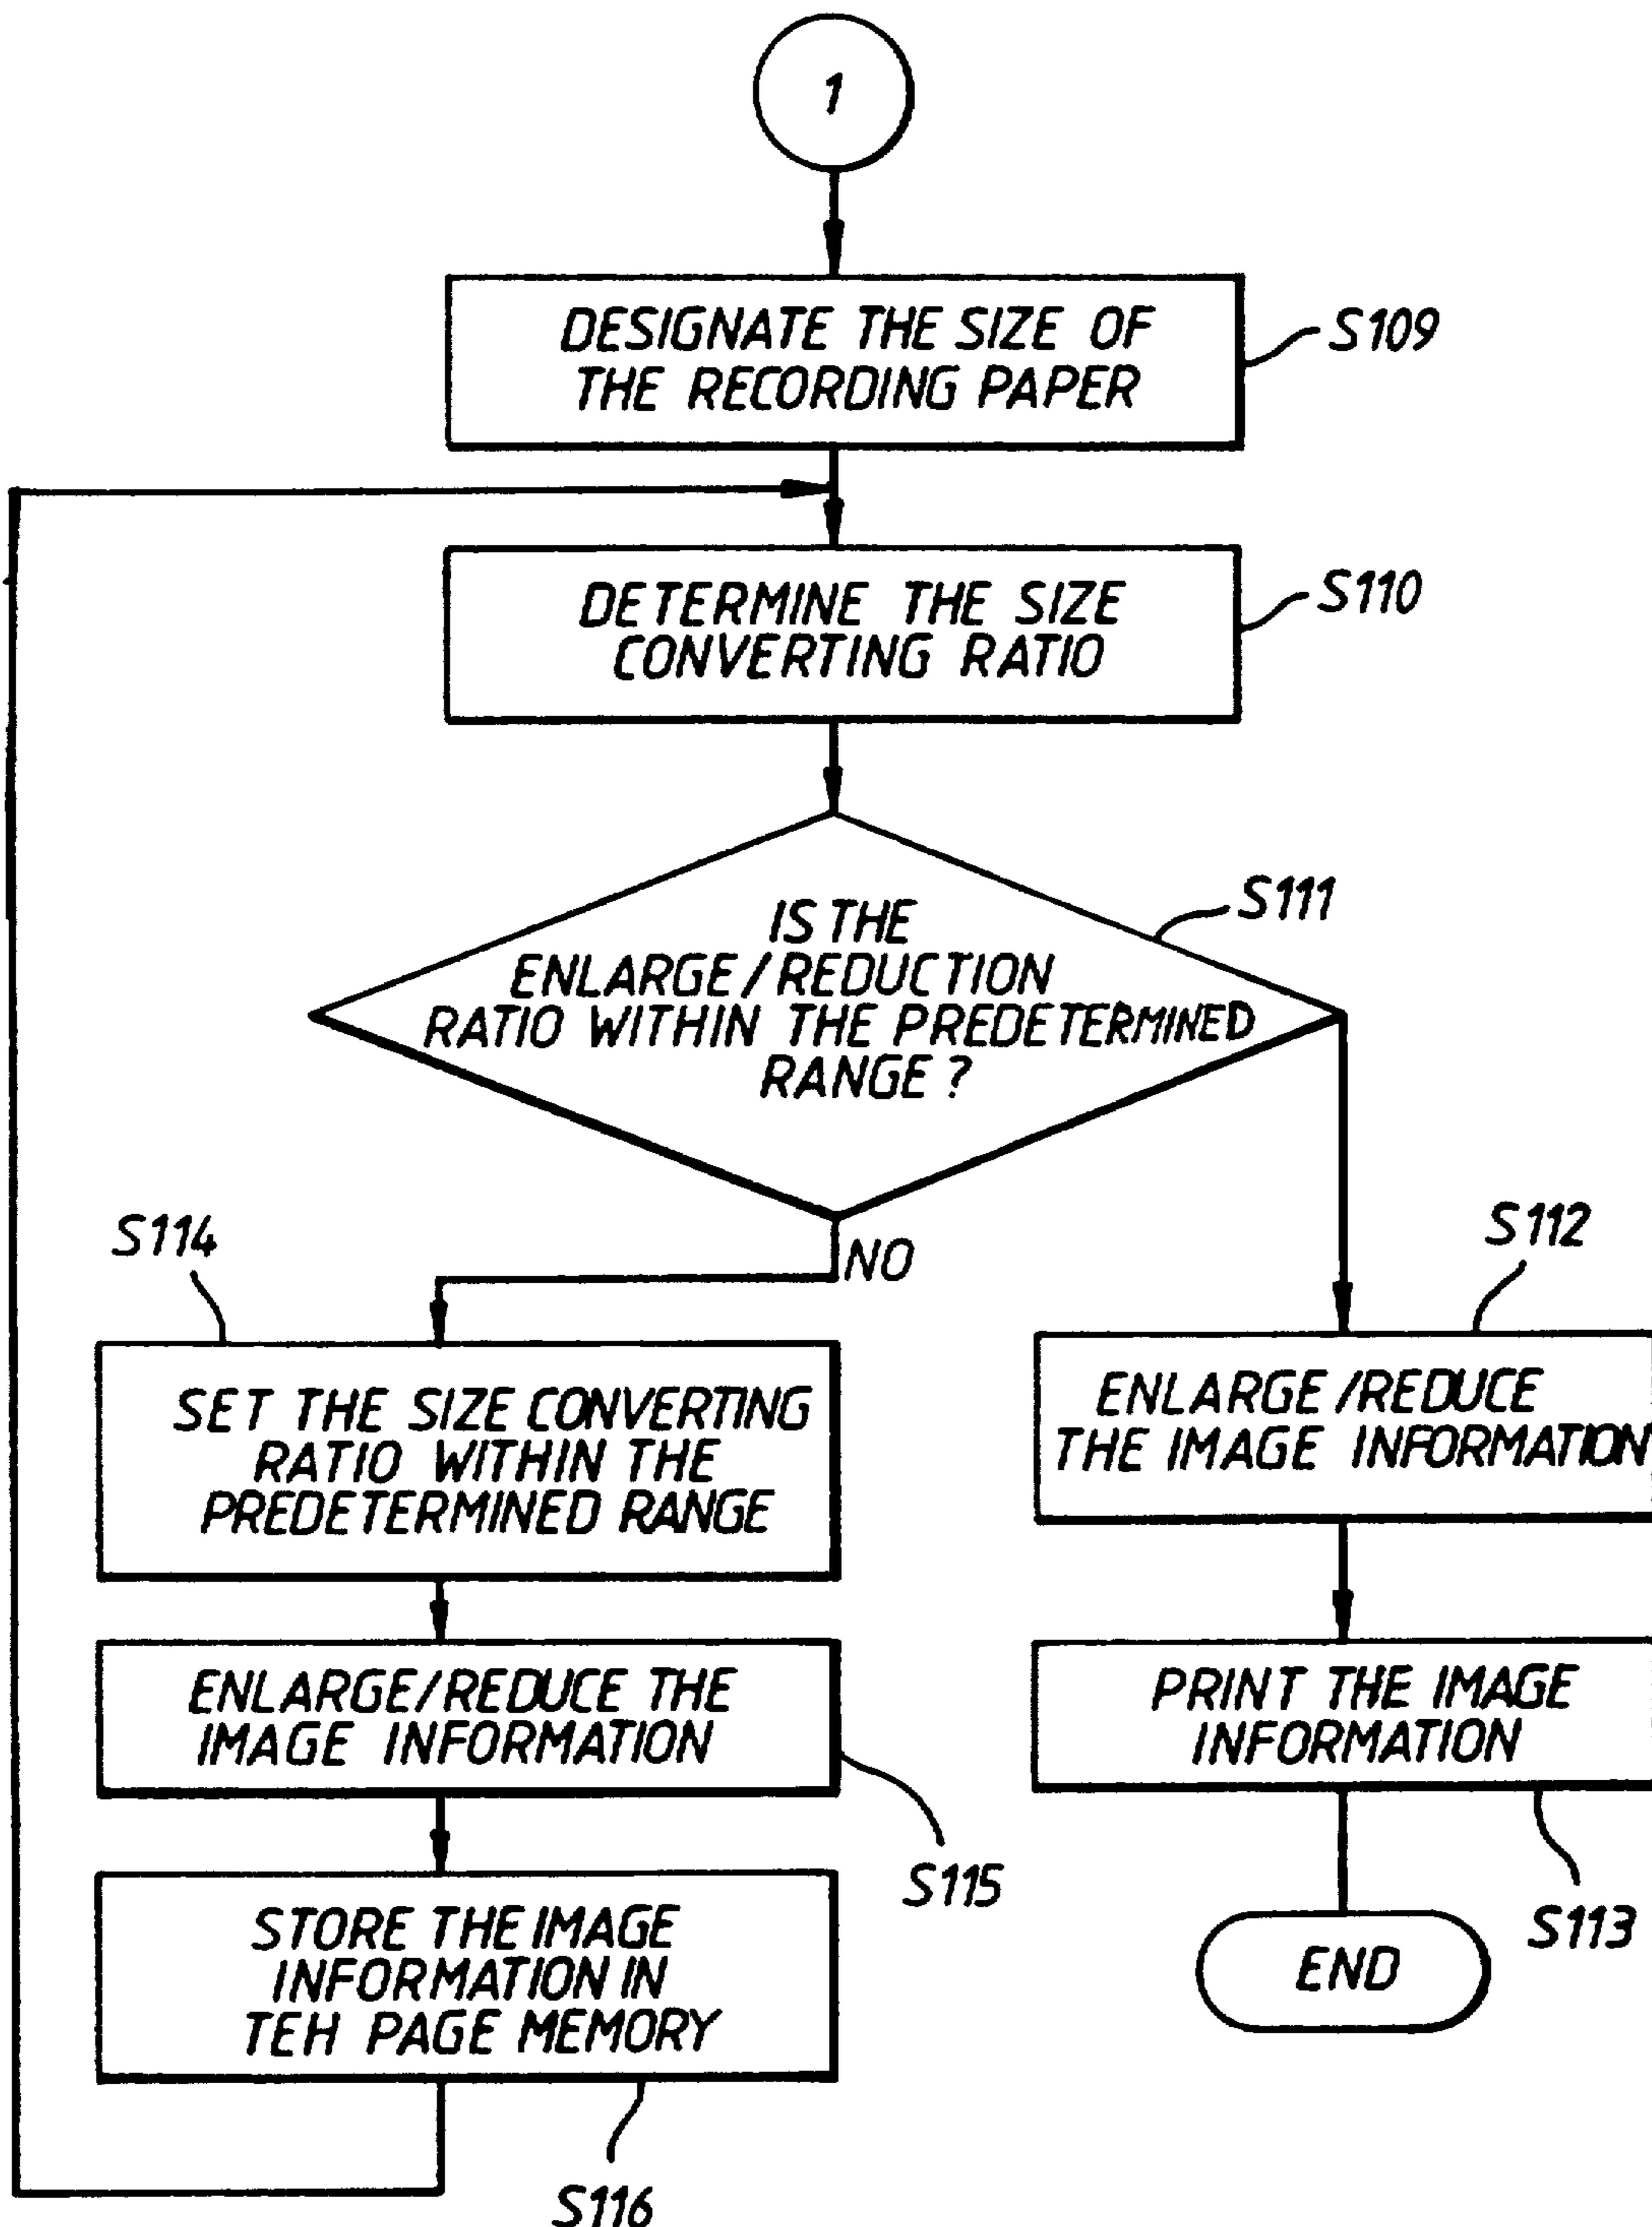 1
DESIGNATE THE SIZE OF
THE RECORDING PAPER
S109
DETERMINE THE SIZE
CONVERTING RATIO
S110
IS THE
ENLARGE/REDUCTION
RATIO WITHIN THE PREDETERMINED
RANGE?
S111
NO
S114
SET THE SIZE CONVERTING
RATIO WITHIN THE
PREDETERMINED RANGE
ENLARGE/REDUCE THE
IMAGE INFORMATION
S115
STORE THE IMAGE
INFORMATION IN
TEH PAGE MEMORY
S116
S112
ENLARGE/REDUCE
THE IMAGE INFORMATION
PRINT THE IMAGE
INFORMATION
S113
END